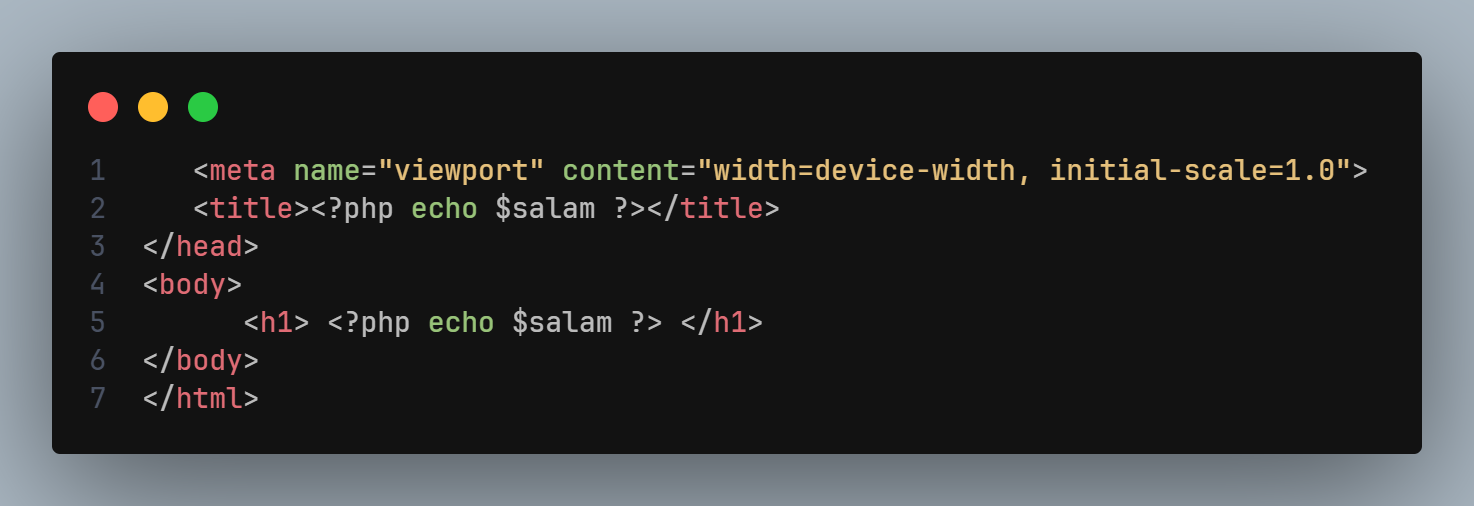 1 <meta name="viewport" content="width=device-width, initial-scale=1.0">
2 <title><?php echo $salam ?></title>
3 </head>
4 <body>
5 <h1> <?php echo $salam ?> </h1>
6 </body>
7 </html>